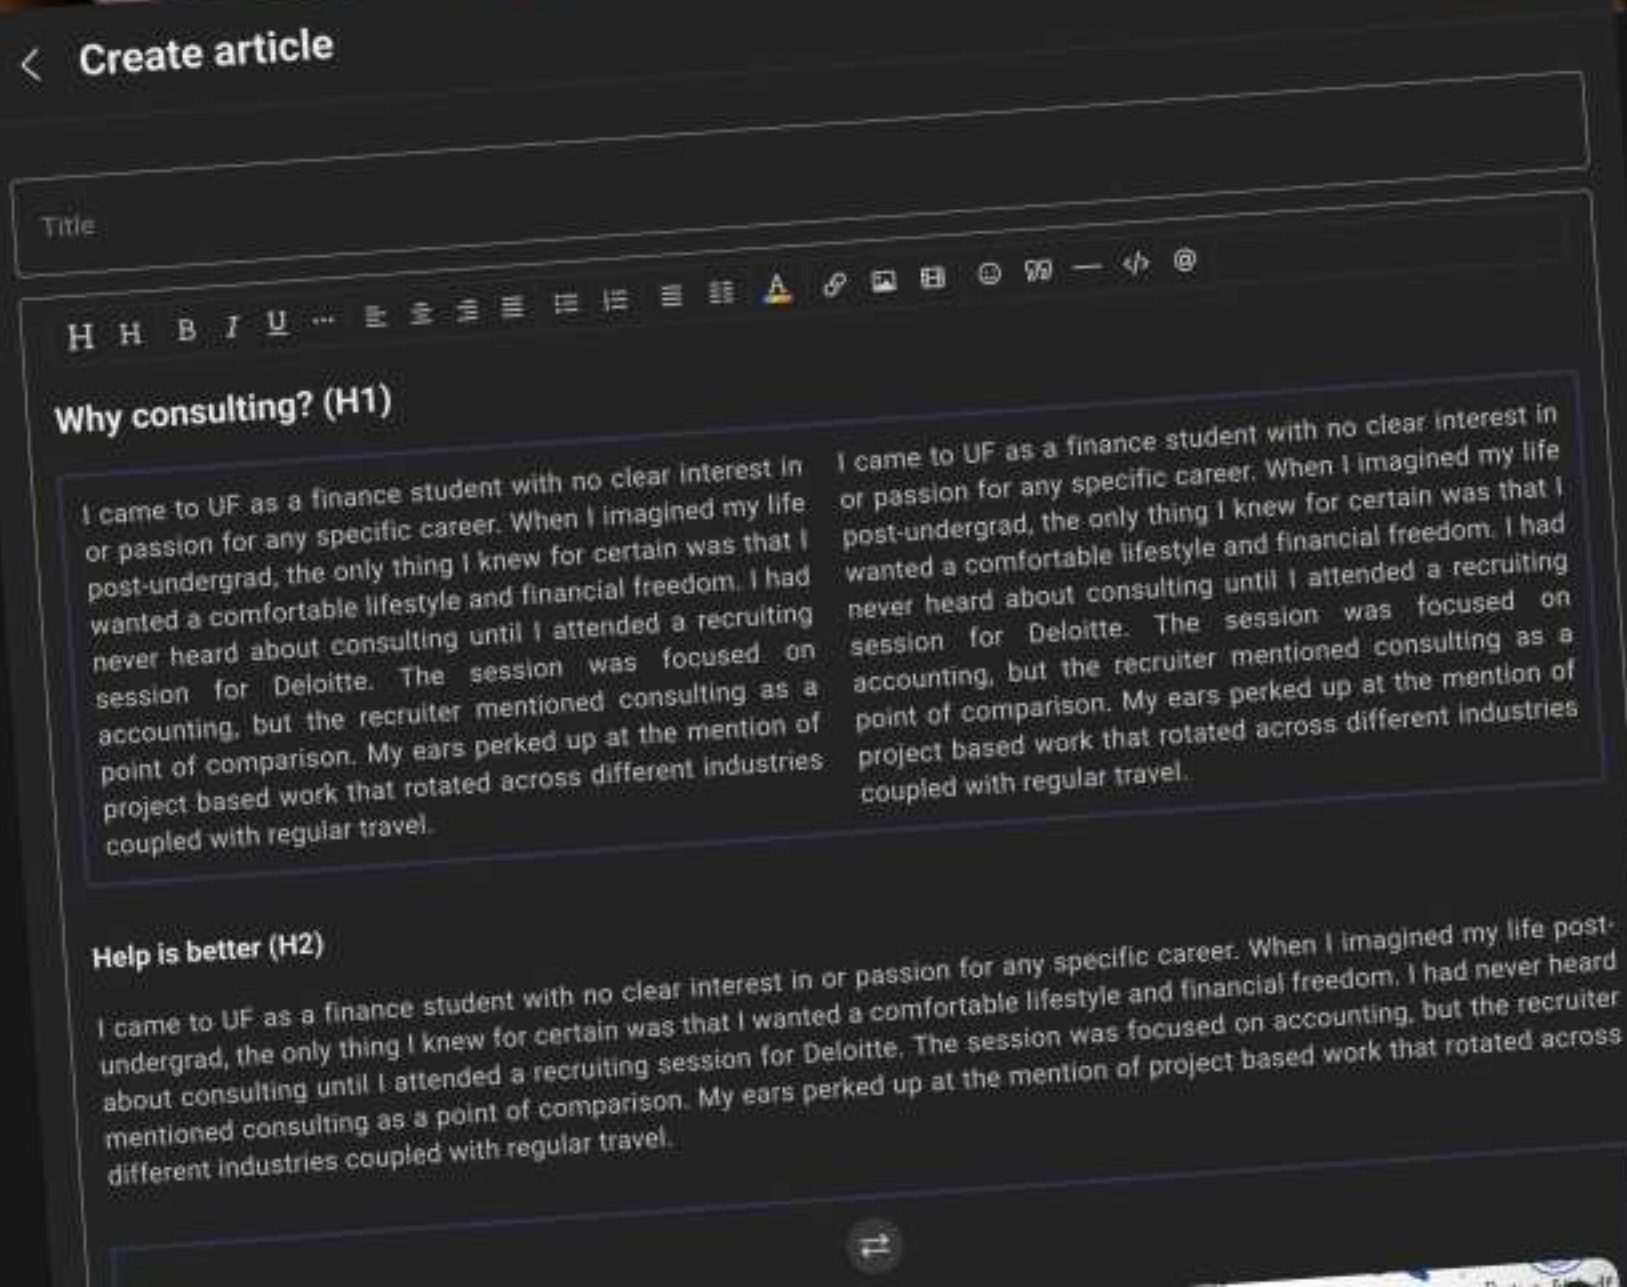 Create article
Title
H H B I U ... A </> @
Why consulting? (H1)
I came to UF as a finance student with no clear interest in
or passion for any specific career. When I imagined my life
post-undergrad, the only thing I knew for certain was that I
wanted a comfortable lifestyle and financial freedom. I had
never heard about consulting until I attended a recruiting
session for Deloitte. The session was focused on
accounting, but the recruiter mentioned consulting as a
point of comparison. My ears perked up at the mention of
project based work that rotated across different industries
coupled with regular travel.
I came to UF as a finance student with no clear interest in
or passion for any specific career. When I imagined my life
post-undergrad, the only thing I knew for certain was that I
wanted a comfortable lifestyle and financial freedom. I had
never heard about consulting until I attended a recruiting
session for Deloitte. The session was focused on
accounting, but the recruiter mentioned consulting as a
point of comparison. My ears perked up at the mention of
project based work that rotated across different industries
coupled with regular travel.
Help is better (H2)
I came to UF as a finance student with no clear interest in or passion for any specific career. When I imagined my life post-
undergrad, the only thing I knew for certain was that I wanted a comfortable lifestyle and financial freedom. I had never heard
about consulting until I attended a recruiting session for Deloitte. The session was focused on accounting, but the recruiter
mentioned consulting as a point of comparison. My ears perked up at the mention of project based work that rotated across
different industries coupled with regular travel.